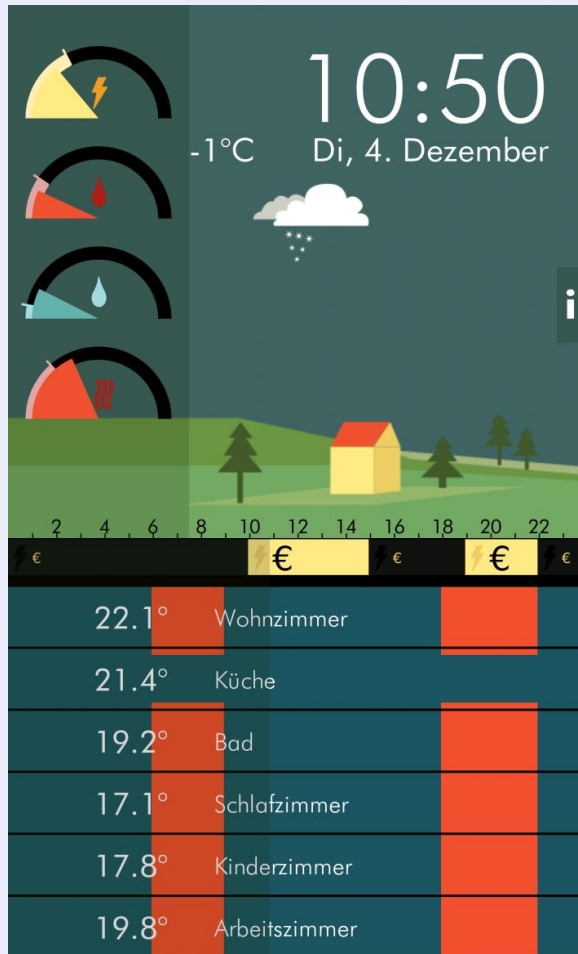 10:50
-1°C Di, 4. Dezember
i
2 4 6 8 10 12 14 16 18 20 22
€ € € € €
22.1° Wohnzimmer
21.4° Küche
19.2° Bad
17.1° Schlafzimmer
17.8° Kinderzimmer
19.8° Arbeitszimmer